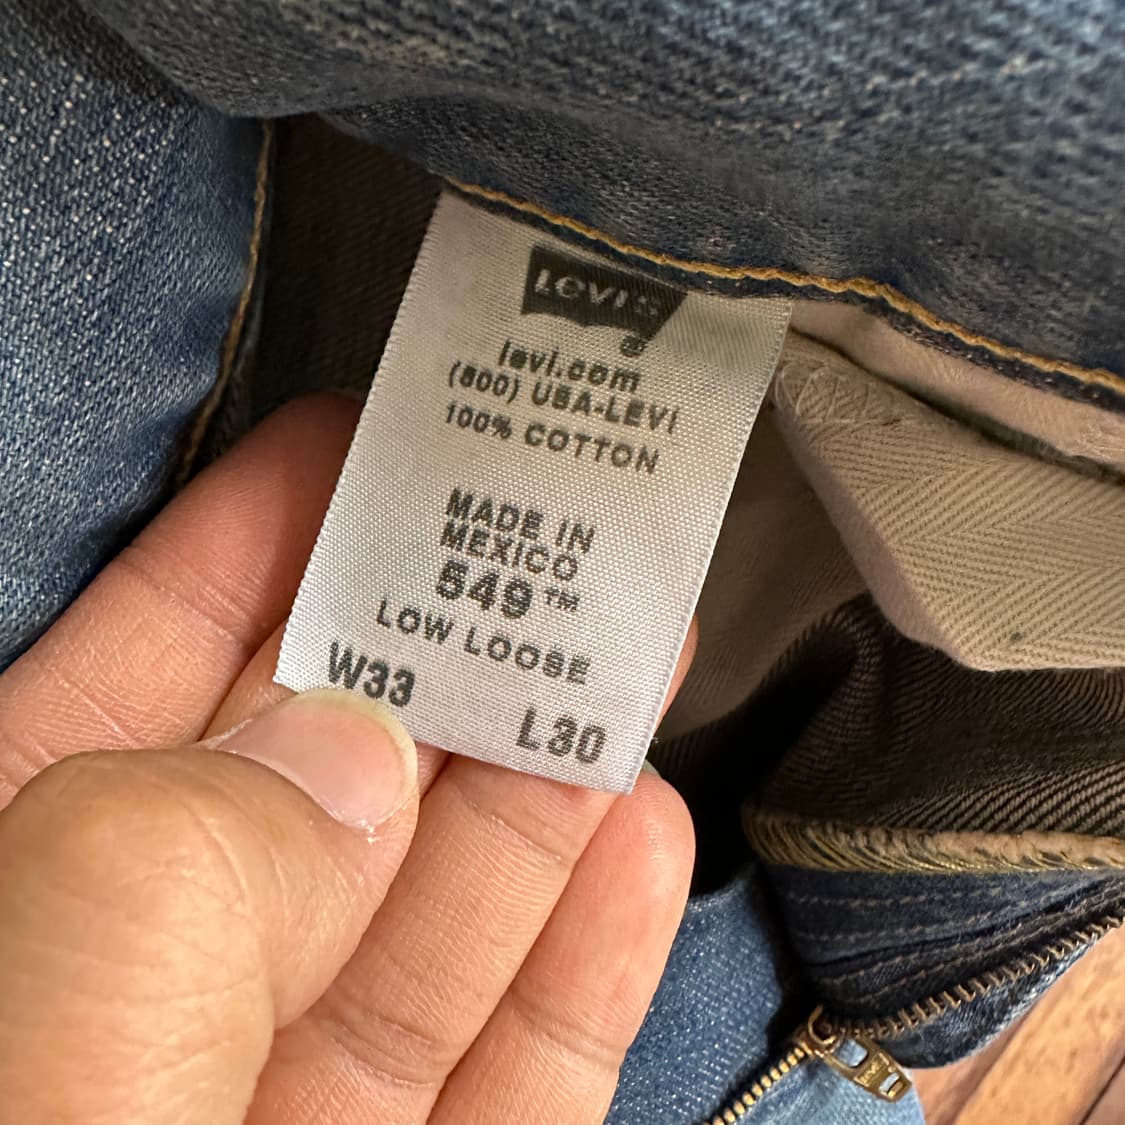 Levi's
levi.com
(800) USA-LEVI
100% COTTON
MADE IN
MEXICO
549™
LOW LOOSE
W33
L30